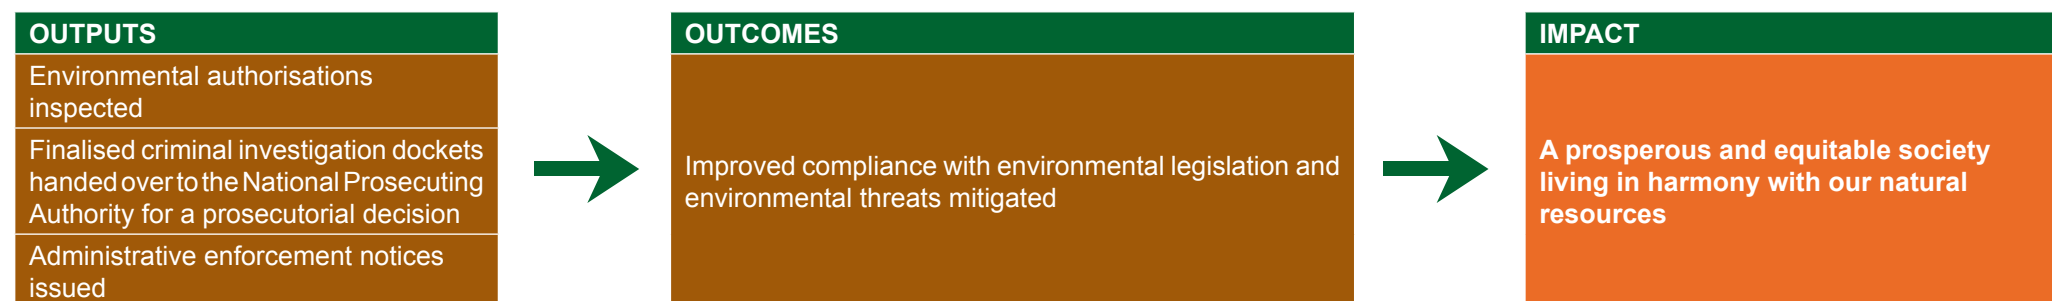 OUTPUTS
Environmental authorisations
inspected
Finalised criminal investigation dockets
handed over to the National Prosecuting
Authority for a prosecutorial decision
Administrative enforcement notices
issued
OUTCOMES
Improved compliance with environmental legislation and
environmental threats mitigated
IMPACT
A prosperous and equitable society
living in harmony with our natural
resources